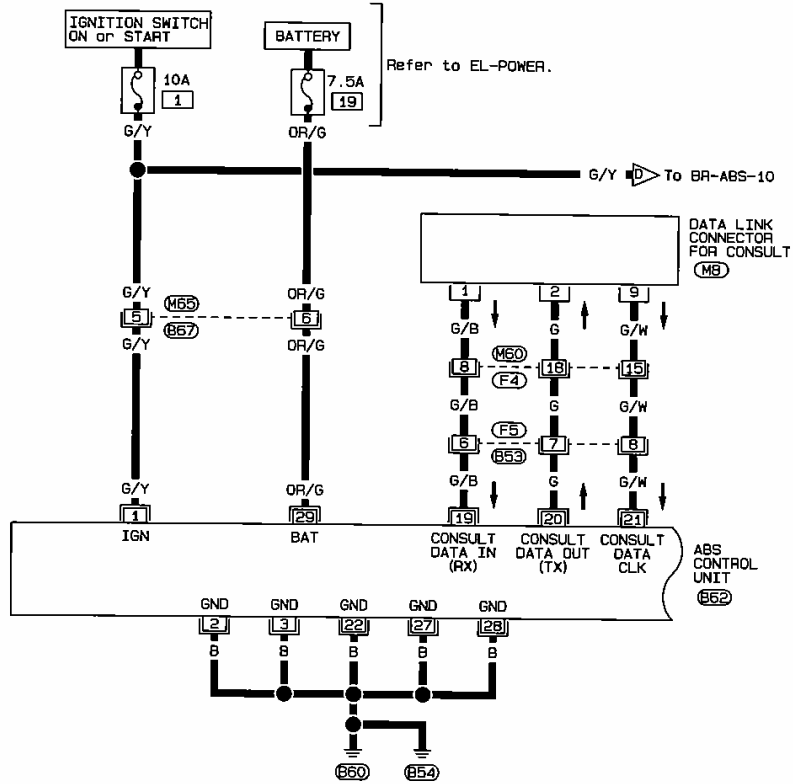 IGNITION SWITCH
ON or START
BATTERY
Refer to EL-POWER.
10A
1
7.5A
19
G/Y
OR/G
G/Y
D
To BR-ABS-10
DATA LINK
CONNECTOR
FOR CONSULT
M8
1
2
9
G/Y
M65
OR/G
5
6
B67
G/Y
OR/G
G/B
G
G/W
M60
8
16
15
F4
G/B
G
G/W
F5
6
7
8
B53
G/B
G
G/W
G/Y
OR/G
1
29
19
20
21
IGN
BAT
CONSULT
DATA IN
(RX)
CONSULT
DATA OUT
(TX)
CONSULT
DATA
CLK
ABS
CONTROL
UNIT
B62
GND
GND
GND
GND
GND
2
3
22
27
28
B
B
B
B
B
B60
B54